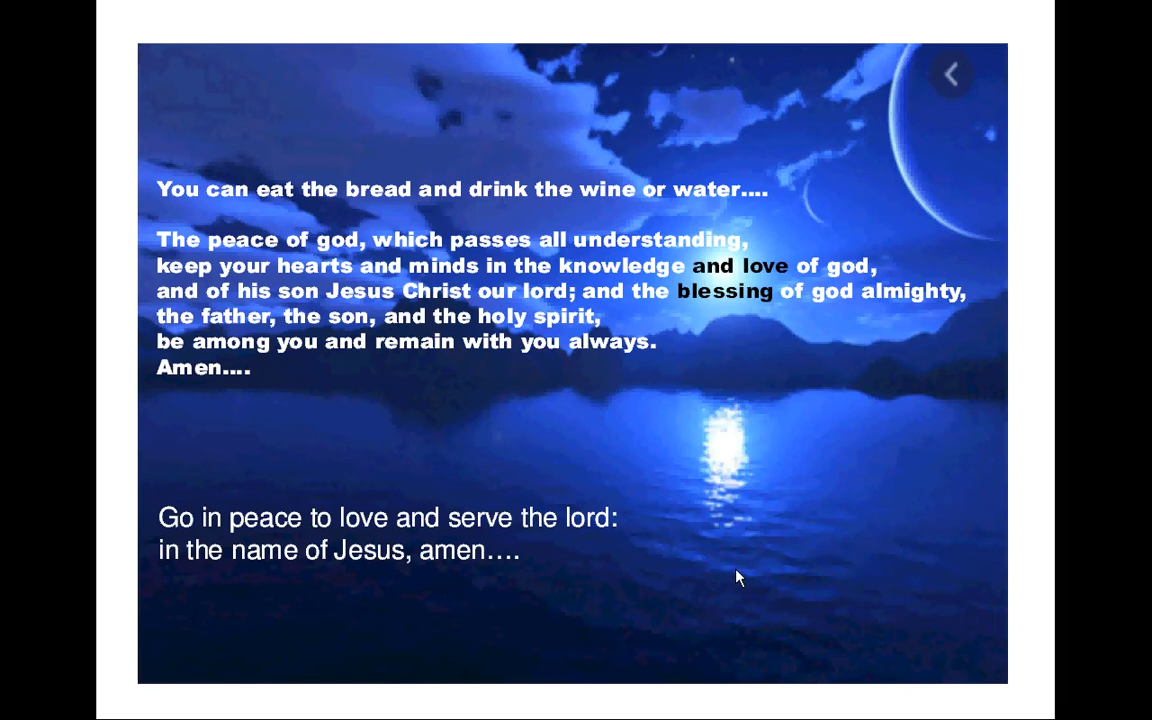 You can eat the bread and drink the wine or water....
The peace of god, which passes all understanding,
keep your hearts and minds in the knowledge and love of god,
and of his son Jesus Christ our lord; and the blessing of god almighty,
the father, the son, and the holy spirit,
be among you and remain with you always.
Amen....
Go in peace to love and serve the lord:
in the name of Jesus, amen….